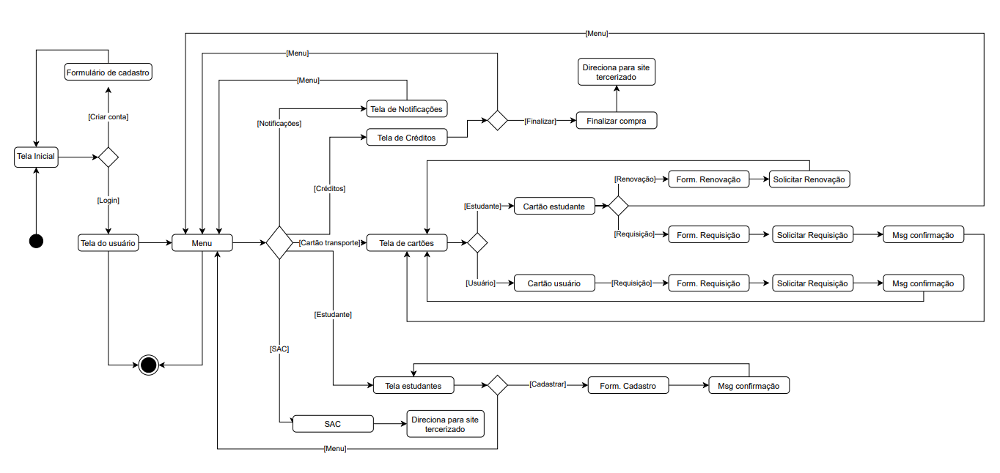 [Menu]
[Menu]
Formulário de cadastro
Direciona para site
tercerizado
[Menu]
[Criar conta]
Tela de Notificações
[Notificações]
[Finalizar]
Finalizar compra
Tela de Créditos
Tela Inicial
[Renovação]
Form. Renovação
Solicitar Renovação
[Créditos]
[Login]
[Estudante]
Cartão estudante
Tela do usuário
Menu
[Cartão transporte]
Tela de cartões
[Requisição]
Form. Requisição
Solicitar Requisição
Msg confirmação
[Usuário]
Cartão usuário
[Requisição]
Form. Requisição
Solicitar Requisição
Msg confirmação
[Estudante]
[SAC]
Tela estudantes
[Cadastrar]
Form. Cadastro
Msg confirmação
SAC
Direciona para site
tercerizado
[Menu]